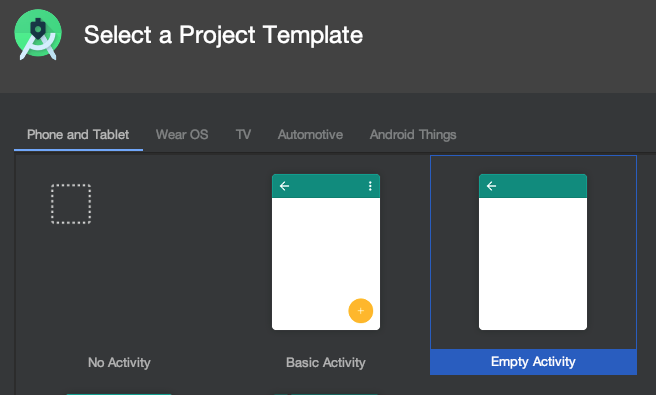 Select a Project Template
Phone and Tablet Wear OS TV Automotive Android Things
No Activity Basic Activity Empty Activity